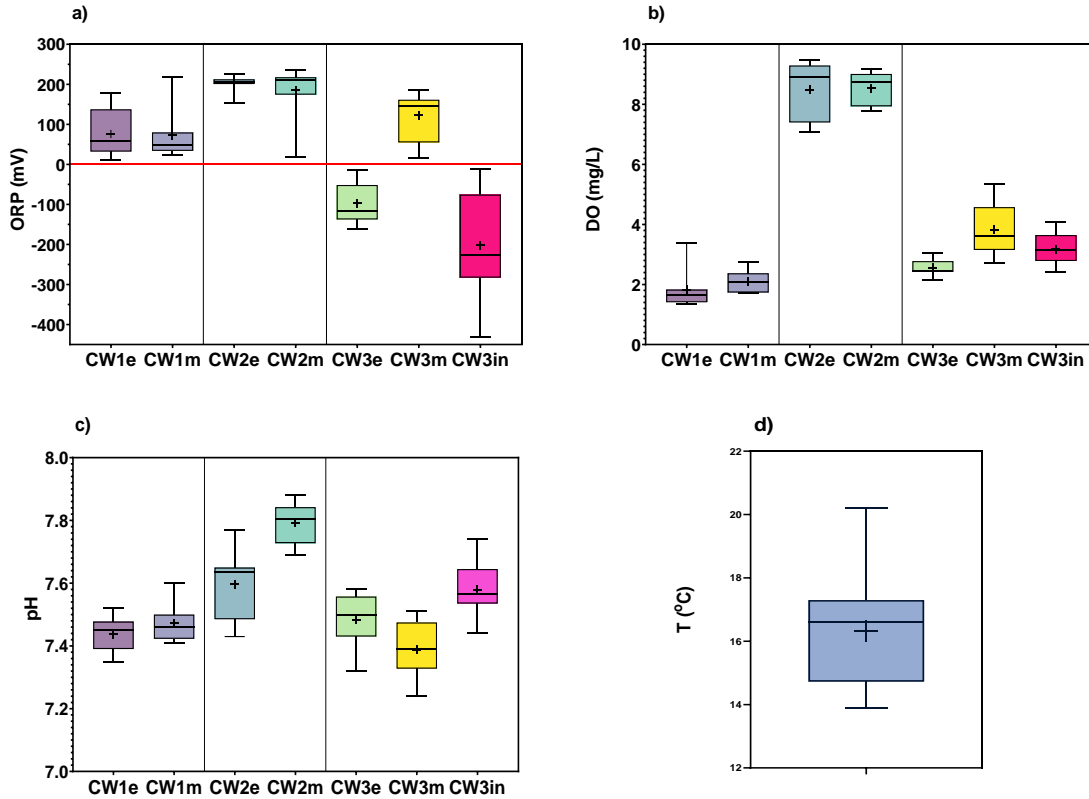 a)
ORP (mV)
300
200
100
0
-100
-200
-300
-400
CW1e CW1m CW2e CW2m CW3e CW3m CW3in
b)
DO (mg/L)
10
8
6
4
2
0
CW1e CW1m CW2e CW2m CW3e CW3m CW3in
c)
pH
8.0
7.8
7.6
7.4
7.2
7.0
CW1e CW1m CW2e CW2m CW3e CW3m CW3in
d)
T (°C)
22
20
18
16
14
12